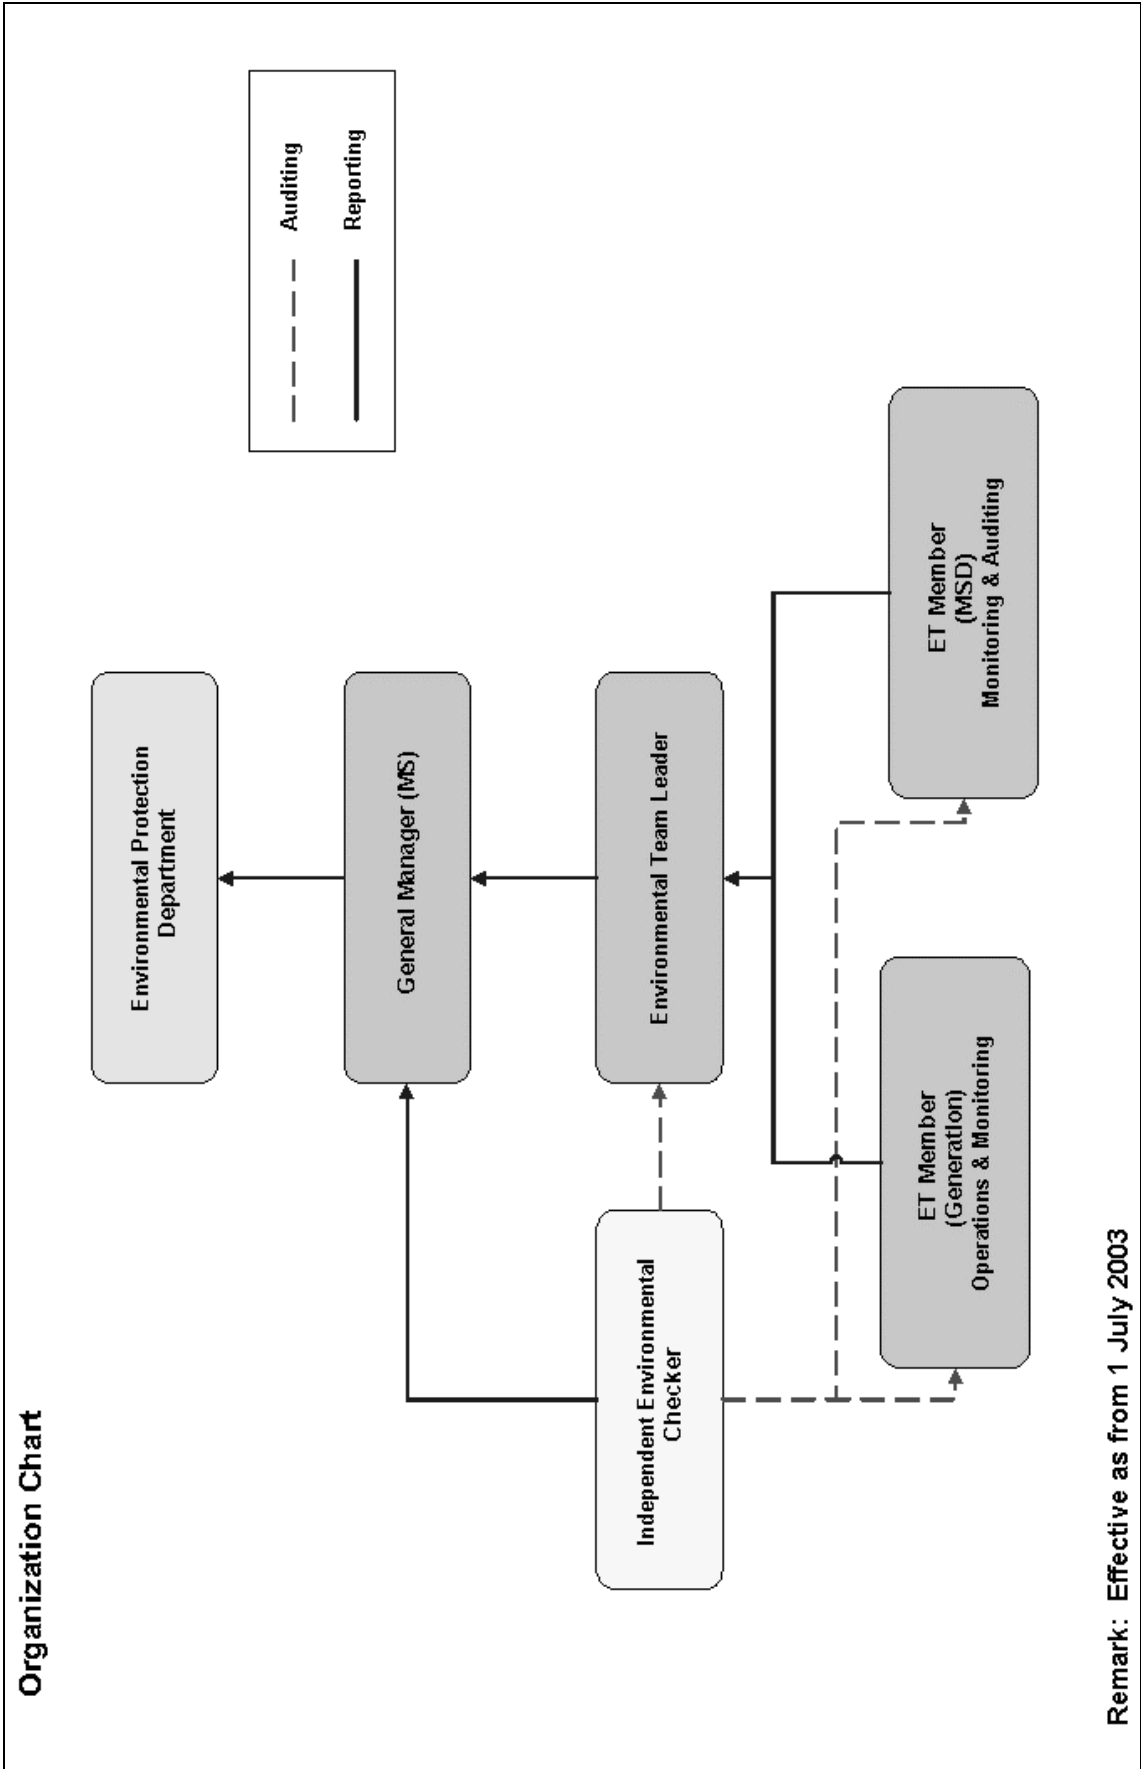 Organization Chart
Auditing
Reporting
Environmental Protection
Department
General Manager (MS)
Independent Environmental
Checker
Environmental Team Leader
ET Member
(Generation)
Operations & Monitoring
ET Member
(MSD)
Monitoring & Auditing
Remark: Effective as from 1 July 2003